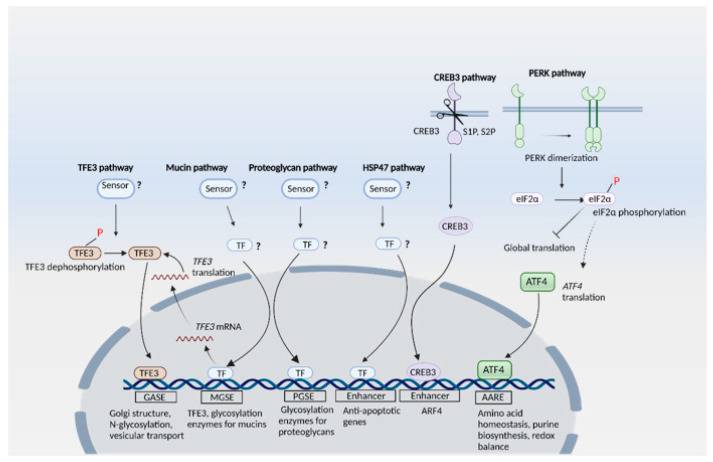 CREB3 pathway
PERK pathway
CREB3
S1P, S2P
PERK dimerization
TFE3 pathway
Mucin pathway
Proteoglycan pathway
HSP47 pathway
Sensor ?
Sensor ?
Sensor ?
Sensor ?
P
eIF2α
eIF2α
eIF2α phosphorylation
P
TFE3
TFE3
TFE3 dephosphorylation
TF ?
TF ?
TF ?
CREB3
Global translation
TFE3
translation
ATF4
ATF4
translation
TFE3 mRNA
TFE3
TF
TF
TF
CREB3
ATF4
GASE
MGSE
PGSE
Enhancer
Enhancer
AARE
Golgi structure,
N-glycosylation,
vesicular transport
TFE3, glycosylation
enzymes for mucins
Glycosylation
enzymes for
proteoglycans
Anti-apoptotic
genes
ARF4
Amino acid
homeostasis, purine
biosynthesis, redox
balance